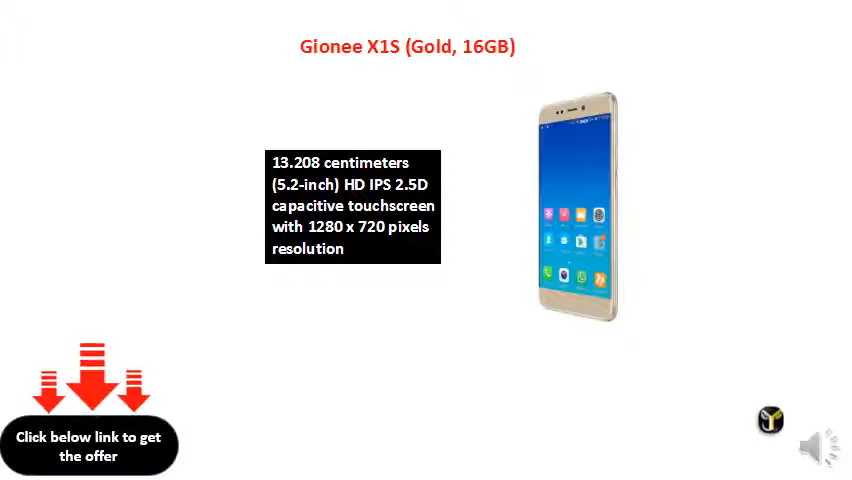 Gionee X1S (Gold, 16GB)
13.208 centimeters
(5.2-inch) HD IPS 2.5D
capacitive touchscreen
with 1280 x 720 pixels
resolution
Click below link to get
the offer